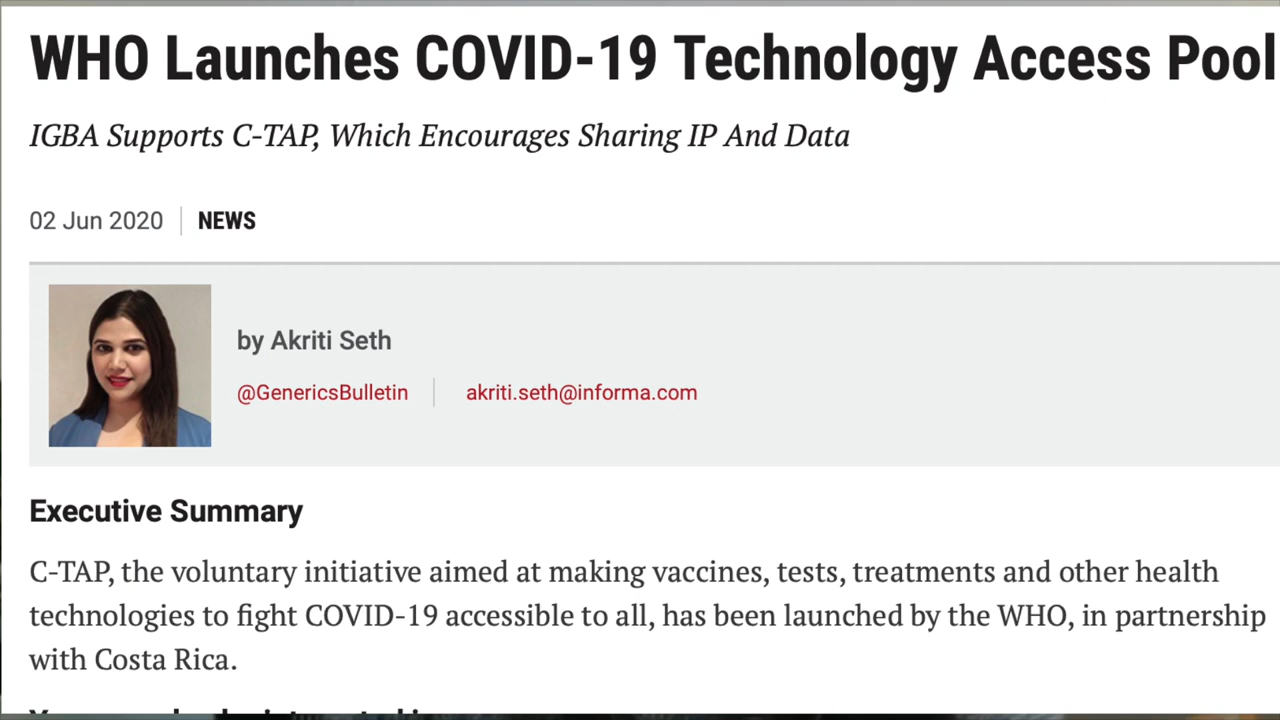 WHO Launches COVID-19 Technology Access Pool
IGBA Supports C-TAP, Which Encourages Sharing IP And Data
02 Jun 2020 NEWS
by Akriti Seth
@GenericsBulletin akriti.seth@informa.com
Executive Summary
C-TAP, the voluntary initiative aimed at making vaccines, tests, treatments and other health
technologies to fight COVID-19 accessible to all, has been launched by the WHO, in partnership
with Costa Rica.